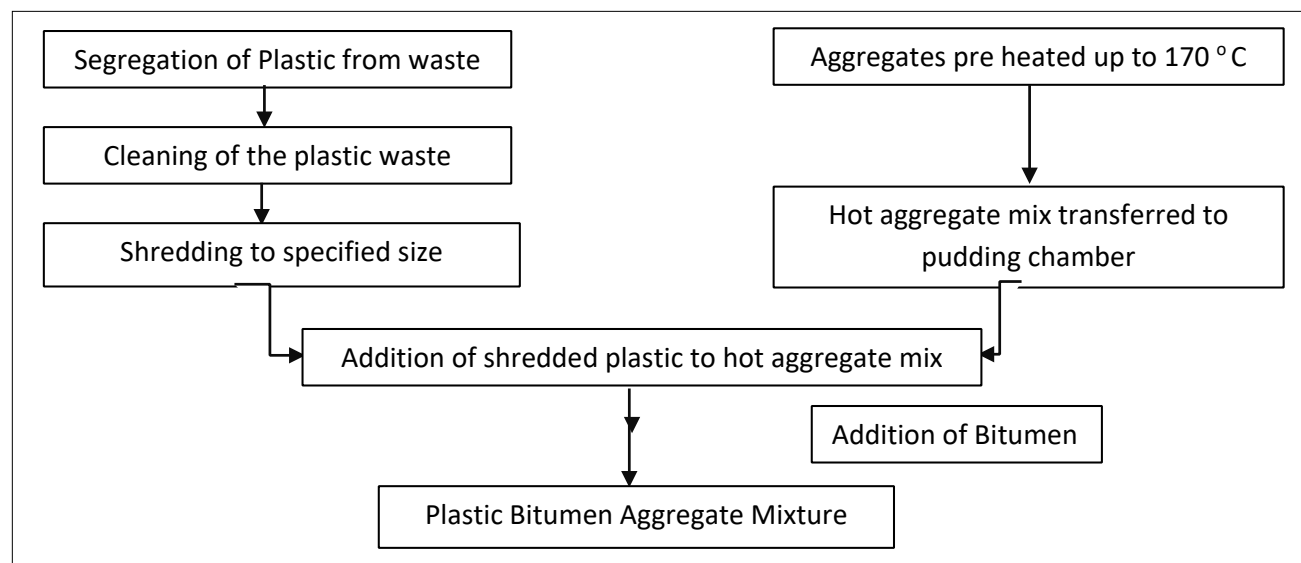 Segregation of Plastic from waste
Aggregates pre heated up to 170 ° C
Cleaning of the plastic waste
Shredding to specified size
Hot aggregate mix transferred to
pudding chamber
Addition of shredded plastic to hot aggregate mix
Addition of Bitumen
Plastic Bitumen Aggregate Mixture